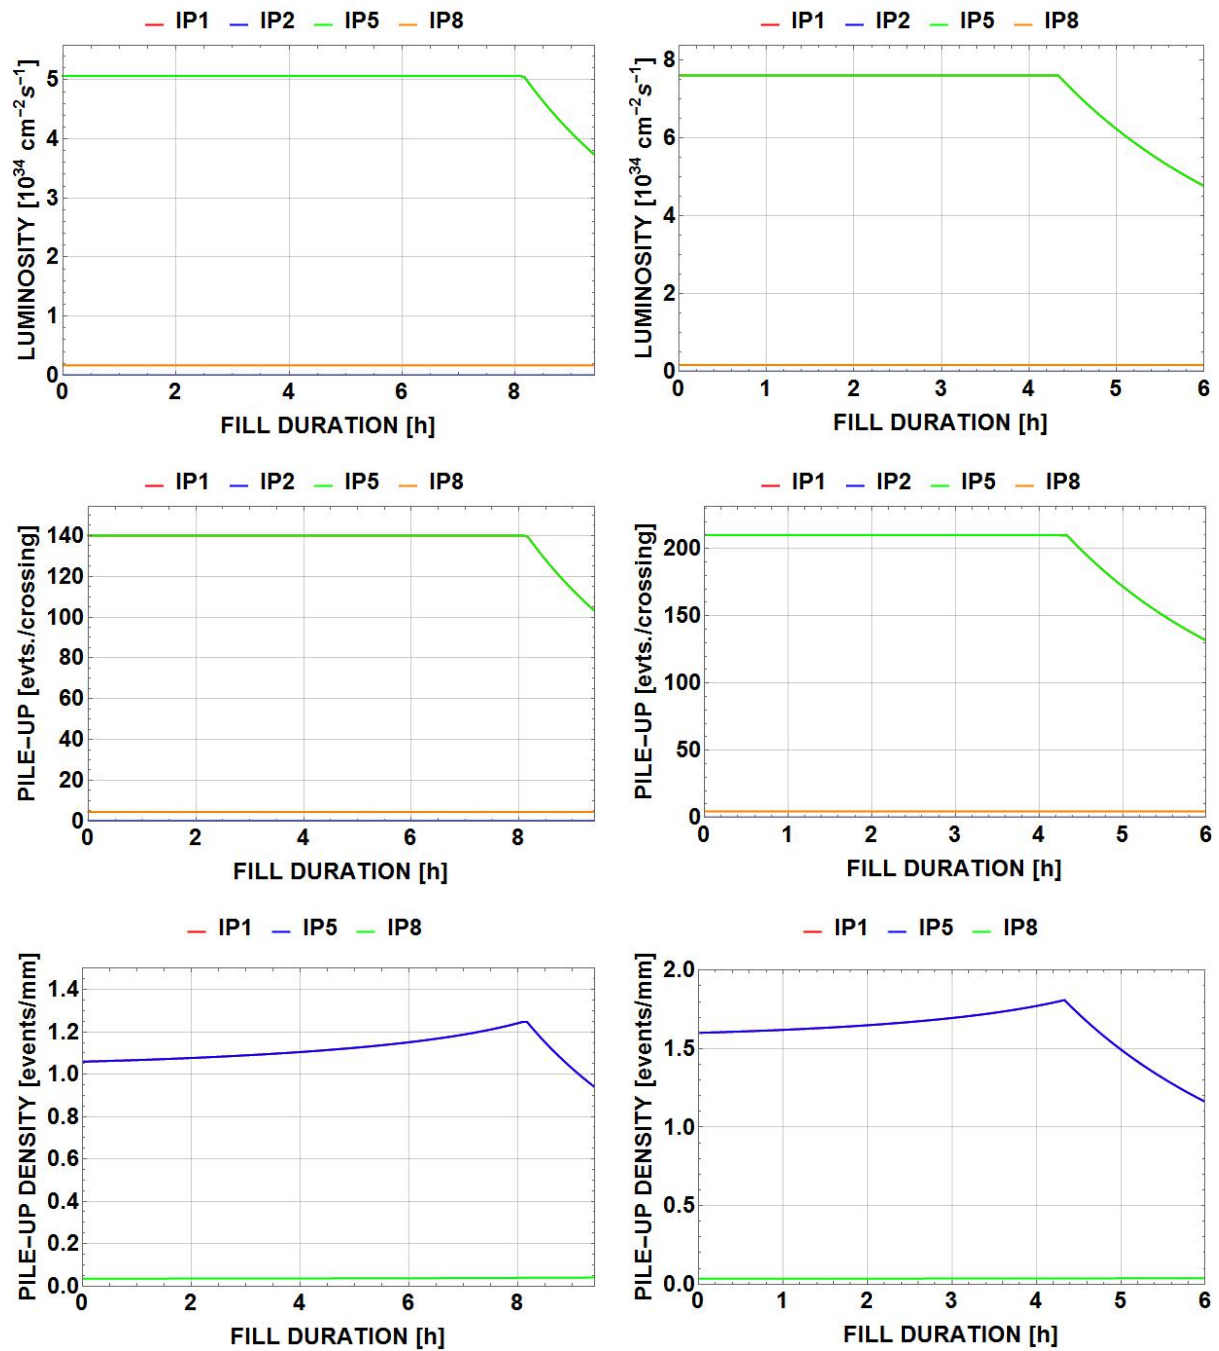 IP1 IP2 IP5 IP8
LUMINOSITY [10³⁴ cm⁻²s⁻¹]
5
4
3
2
1
0
0 2 4 6 8
FILL DURATION [h]
IP1 IP2 IP5 IP8
LUMINOSITY [10³⁴ cm⁻²s⁻¹]
8
6
4
2
0
0 1 2 3 4 5 6
FILL DURATION [h]
IP1 IP2 IP5 IP8
PILE−UP [evts./crossing]
140
120
100
80
60
40
20
0
0 2 4 6 8
FILL DURATION [h]
IP1 IP2 IP5 IP8
PILE−UP [evts./crossing]
200
150
100
50
0
0 1 2 3 4 5 6
FILL DURATION [h]
IP1 IP5 IP8
PILE−UP DENSITY [events/mm]
1.4
1.2
1.0
0.8
0.6
0.4
0.2
0.0
0 2 4 6 8
FILL DURATION [h]
IP1 IP5 IP8
PILE−UP DENSITY [events/mm]
2.0
1.5
1.0
0.5
0.0
0 1 2 3 4 5 6
FILL DURATION [h]